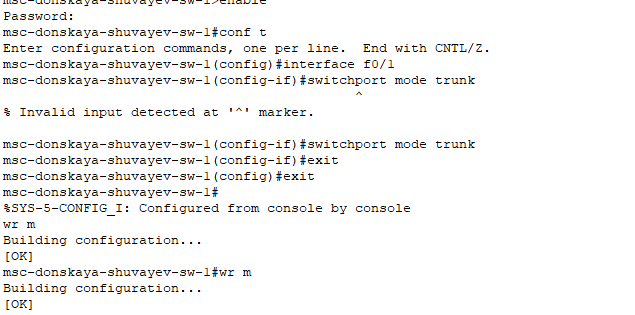 msc-donskaya-shuvayev-sw-1>enable
Password:
msc-donskaya-shuvayev-sw-1#conf t
Enter configuration commands, one per line.  End with CNTL/Z.
msc-donskaya-shuvayev-sw-1(config)#interface f0/1
msc-donskaya-shuvayev-sw-1(config-if)#switchport mode trunk
^
% Invalid input detected at '^' marker.
msc-donskaya-shuvayev-sw-1(config-if)#switchport mode trunk
msc-donskaya-shuvayev-sw-1(config-if)#exit
msc-donskaya-shuvayev-sw-1(config)#exit
msc-donskaya-shuvayev-sw-1#
%SYS-5-CONFIG_I: Configured from console by console
wr m
Building configuration...
[OK]
msc-donskaya-shuvayev-sw-1#wr m
Building configuration...
[OK]